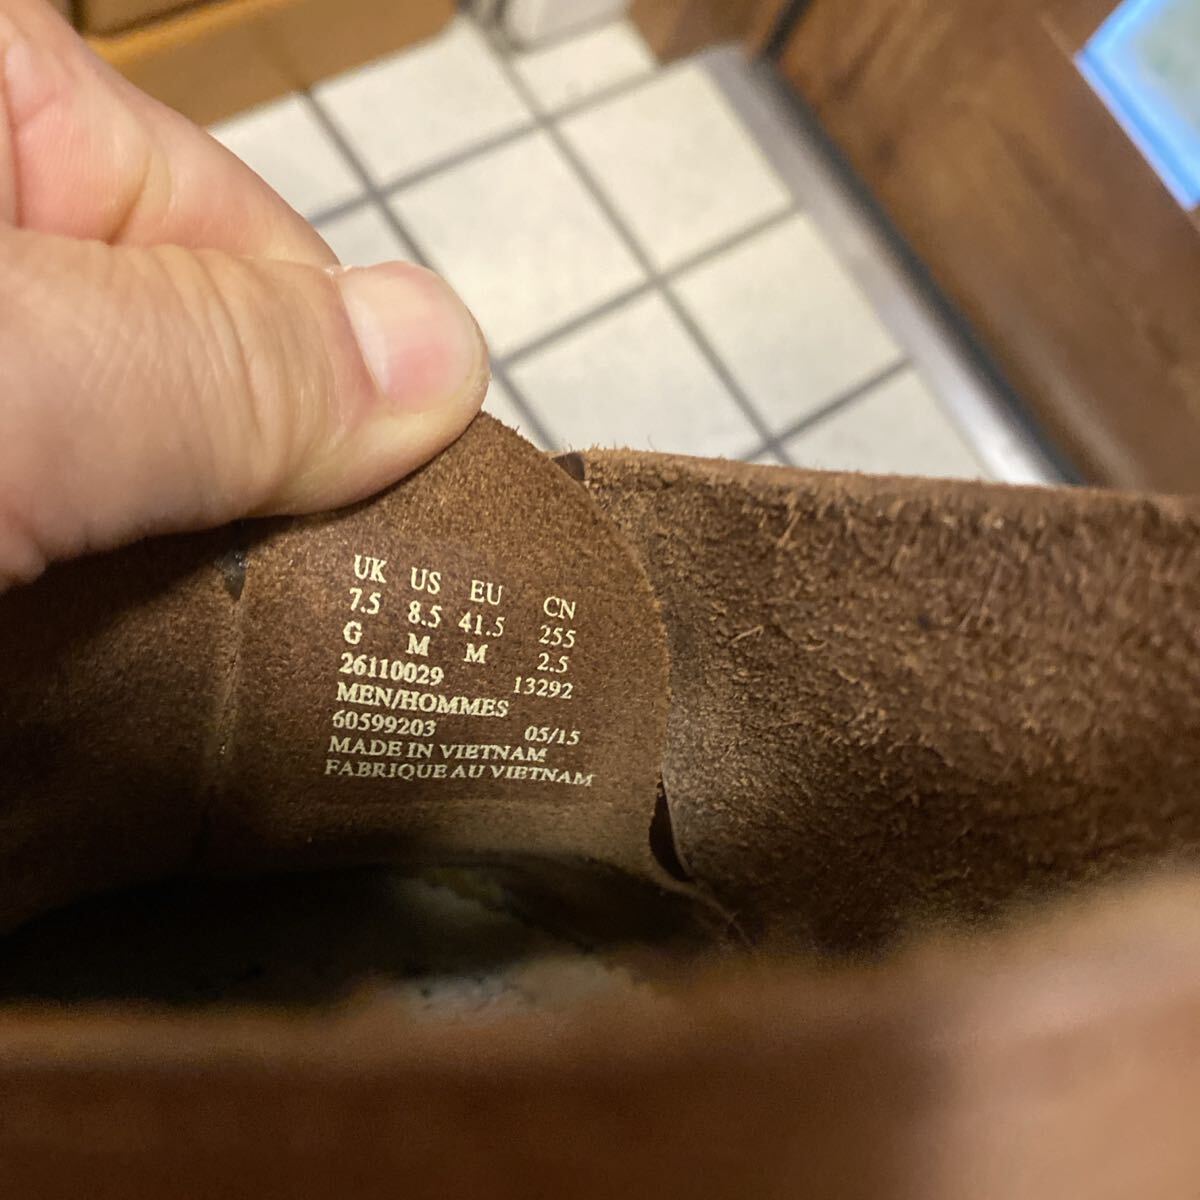 UK US EU CN
7.5 8.5 41.5 255
G M M 2.5
26110029 13292
MEN/HOMMES
60599203 05/15
MADE IN VIETNAM
FABRIQUE AU VIETNAM